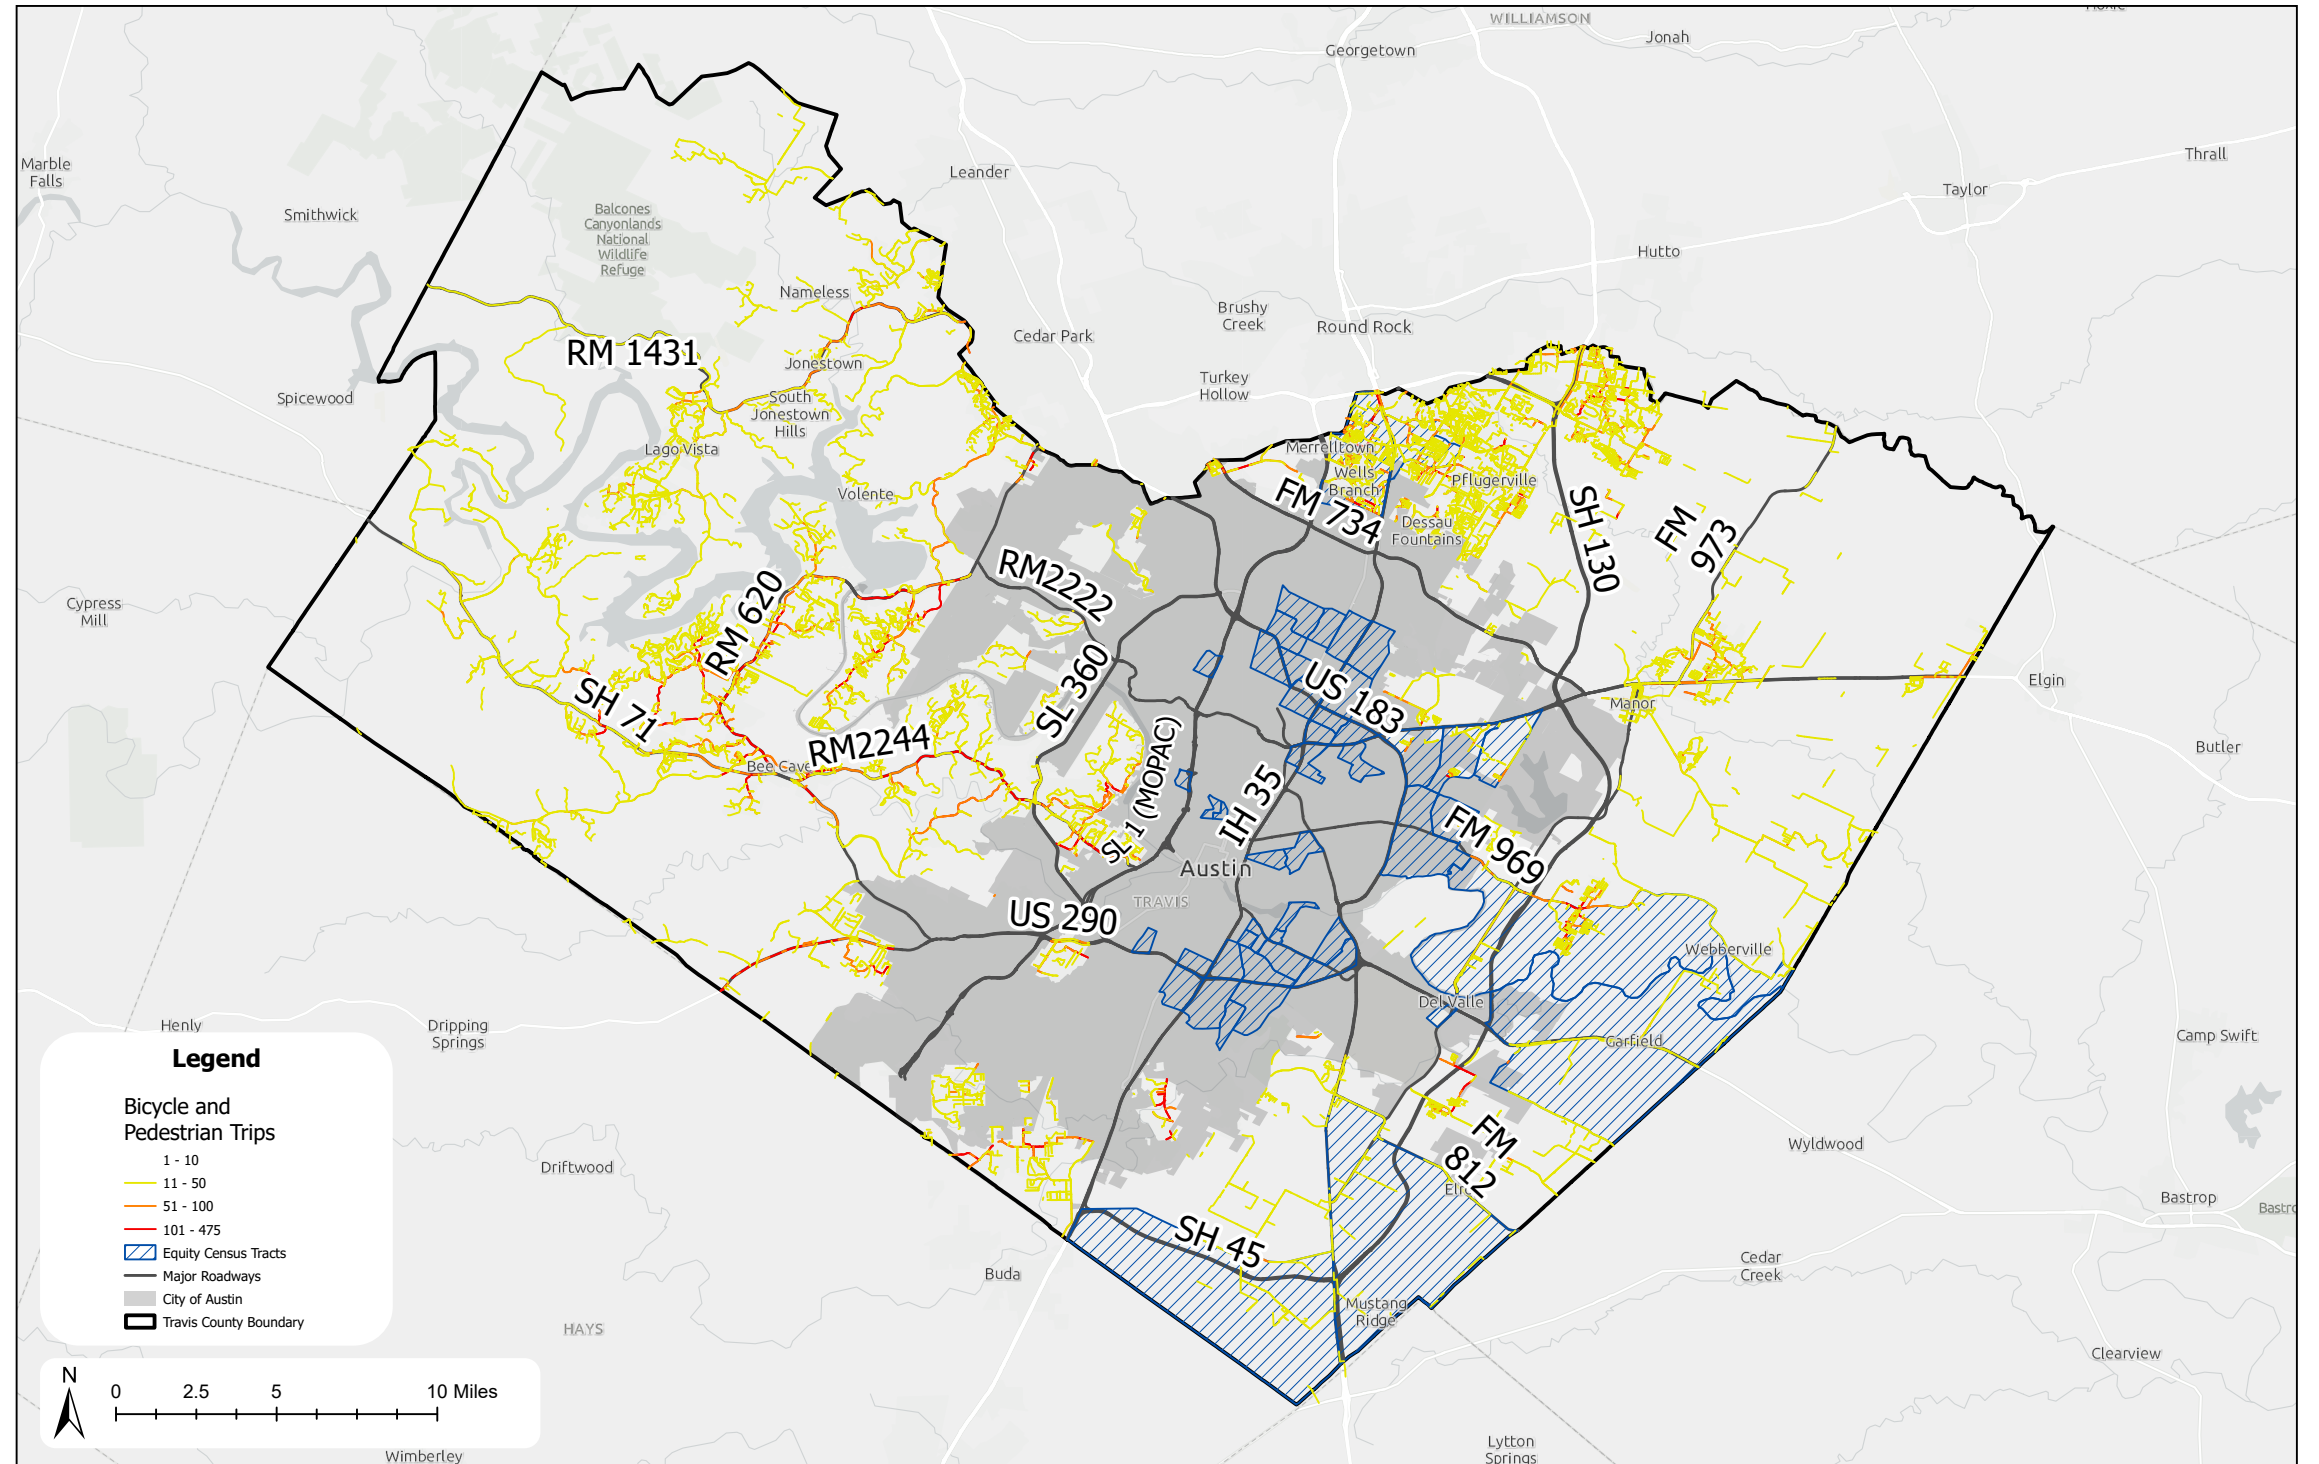 WILLIAMSON
Georgetown
Jonah
Marble
Falls
Smithwick
Leander
Thrall
Taylor
Balcones
Canyonlands
National
Wildlife
Refuge
Hutto
Nameless
Brushy
Creek
Cedar Park
Round Rock
RM 1431
Jonestown
Spicewood
South
Jonestown
Hills
Turkey
Hollow
Lago Vista
Merrelltown
Wells
Branch
Pflugerville
Volente
FM 734
Dessau
Fountains
SH 130
FM
973
RM2222
Cypress
Mill
RM 620
SL 360
US 183
Elgin
SH 71
Manor
RM2244
Bee Cave
SL 1 (MOPAC)
Butler
IH 35
FM 969
Austin
TRAVIS
US 290
Webberville
Del Valle
Henly
Dripping
Springs
Garfield
Camp Swift
Driftwood
FM
812
Wyldwood
Bastrop
SH 45
Buda
Cedar
Creek
Mustang
Ridge
HAYS
Clearview
Wimberley
Lytton
Springs
Legend
Bicycle and
Pedestrian Trips
1 - 10
11 - 50
51 - 100
101 - 475
Equity Census Tracts
Major Roadways
City of Austin
Travis County Boundary
N
0 2.5 5 10 Miles